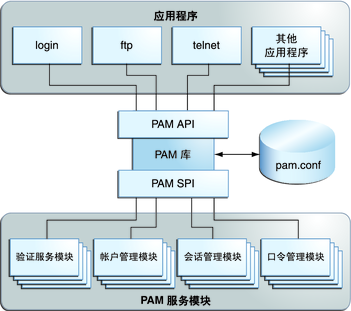 应用程序
login
ftp
telnet
其他
应用程序
PAM API
PAM 库
pam.conf
PAM SPI
验证服务模块
帐户管理模块
会话管理模块
口令管理模块
PAM 服务模块